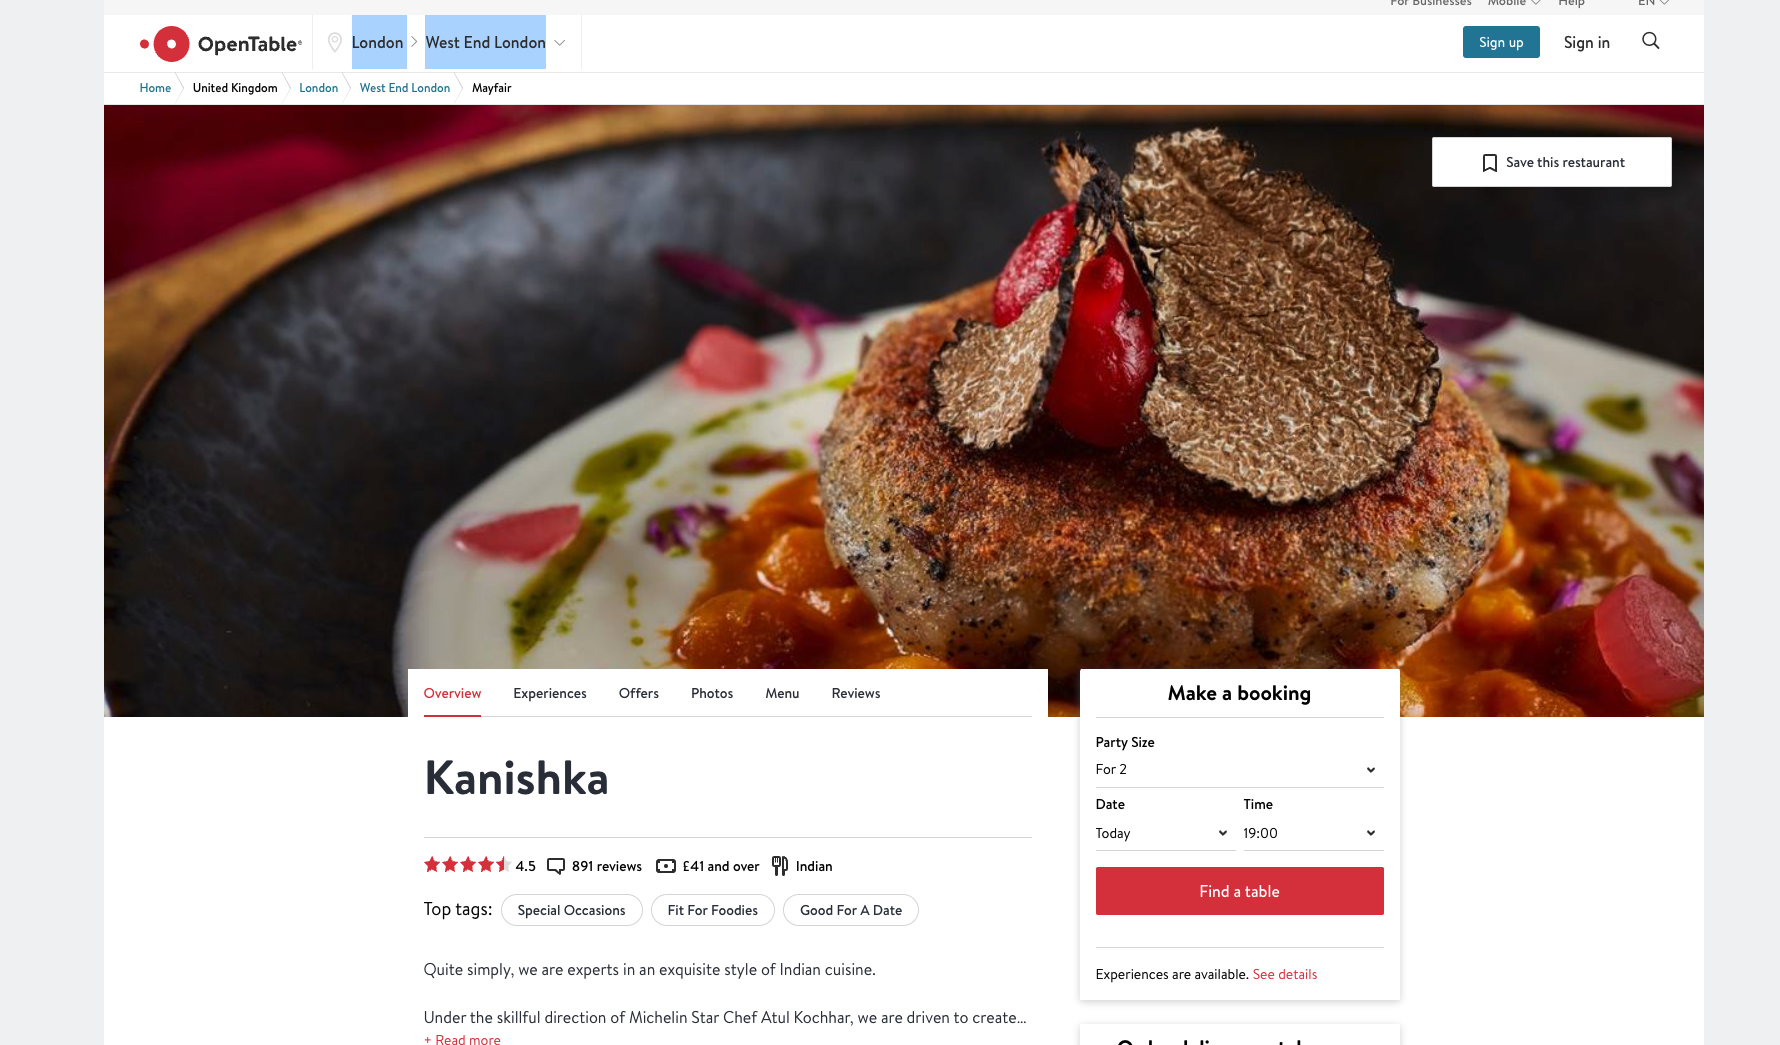 For Businesses Mobile Help EN
OpenTable
London
West End London
Sign up
Sign in
Home
United Kingdom
London
West End London
Mayfair
Save this restaurant
Overview
Experiences
Offers
Photos
Menu
Reviews
Kanishka
4.5
891 reviews
£41 and over
Indian
Top tags:
Special Occasions
Fit For Foodies
Good For A Date
Quite simply, we are experts in an exquisite style of Indian cuisine.
Under the skillful direction of Michelin Star Chef Atul Kochhar, we are driven to create...
+ Read more
Make a booking
Party Size
For 2
Date
Time
Today
19:00
Find a table
Experiences are available. See details